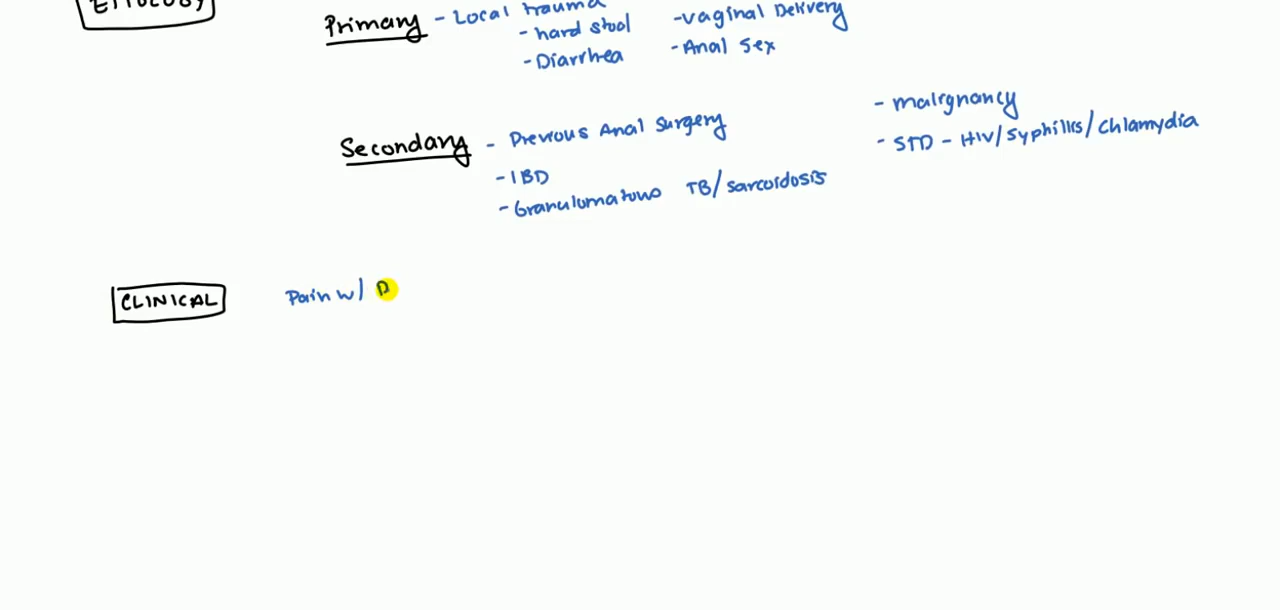 ETIOLOGY
Primary - Local trauma
- hard stool
- Diarrhea
- vaginal Delivery
- Anal sex
Secondary - Previous Anal surgery
- IBD
- Granulomatous TB/sarcoidosis
- malignancy
- STD - HIV/syphilis/chlamydia
CLINICAL
Pain w/ D